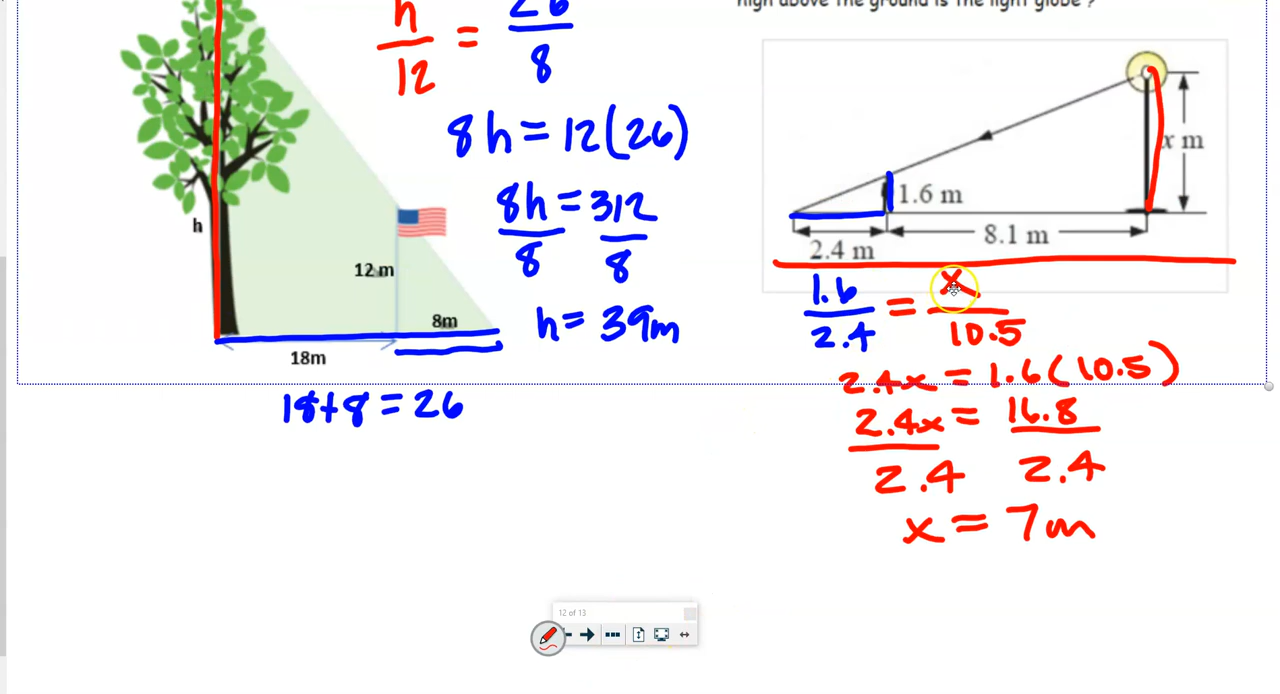 high above the ground is the light globe ?
h/12 = 26/8
8h = 12(26)
8h/8 = 312/8
h = 39m
h
12 m
8m
18m
18+8 = 26
x m
1.6 m
2.4 m
8.1 m
1.6/2.4 = x/10.5
2.4x = 1.6(10.5)
2.4x/2.4 = 16.8/2.4
x = 7m
12 of 13